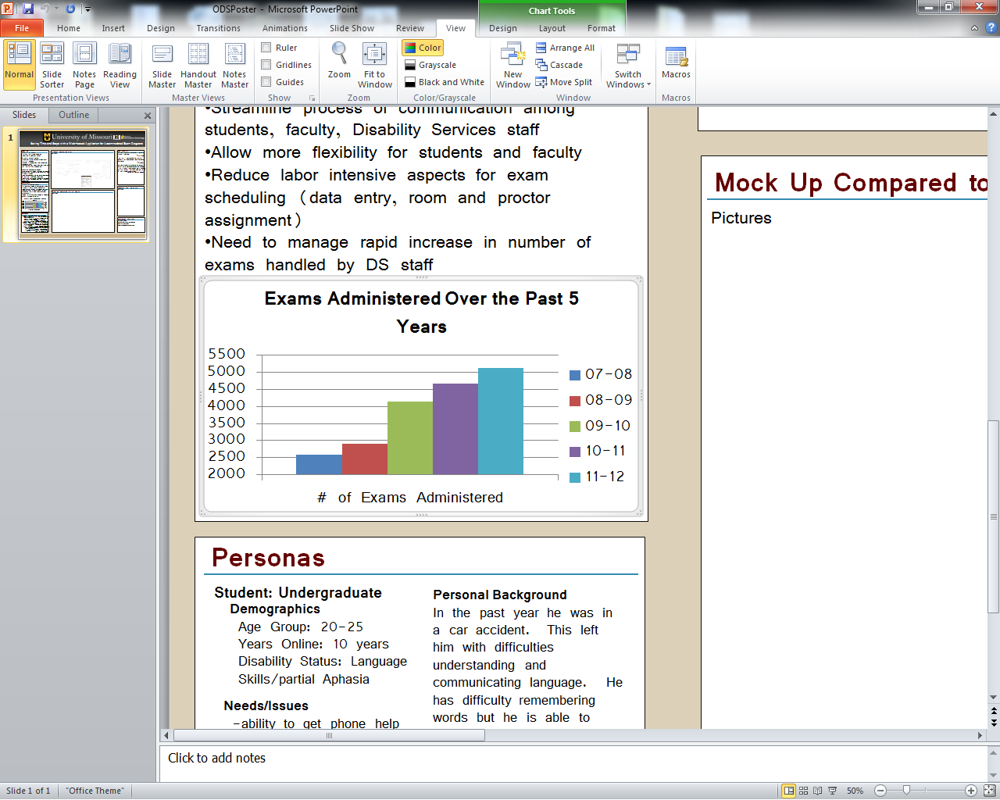 ODSPoster - Microsoft PowerPoint
Chart Tools
File Home Insert Design Transitions Animations Slide Show Review View Design Layout Format
Normal Slide Sorter Notes Page Reading View
Presentation Views
Slide Master Handout Master Notes Master
Master Views
Ruler
Gridlines
Guides
Show
Zoom Fit to Window
Zoom
Color
Grayscale
Black and White
Color/Grayscale
New Window
Arrange All
Cascade
Move Split
Switch Windows
Window
Macros
Macros
Slides Outline
1
University of Missouri
•Streamline process of communication among
students, faculty, Disability Services staff
•Allow more flexibility for students and faculty
•Reduce labor intensive aspects for exam
scheduling (data entry, room and proctor
assignment)
•Need to manage rapid increase in number of
exams handled by DS staff
Exams Administered Over the Past 5
Years
5500
5000
4500
4000
3500
3000
2500
2000
# of Exams Administered
07-08
08-09
09-10
10-11
11-12
Personas
Student: Undergraduate
Demographics
Age Group: 20-25
Years Online: 10 years
Disability Status: Language
Skills/partial Aphasia
Needs/Issues
-ability to get phone help
Personal Background
In the past year he was in
a car accident. This left
him with difficulties
understanding and
communicating language. He
has difficulty remembering
words but he is able to
Mock Up Compared to
Pictures
Click to add notes
Slide 1 of 1
"Office Theme"
50%